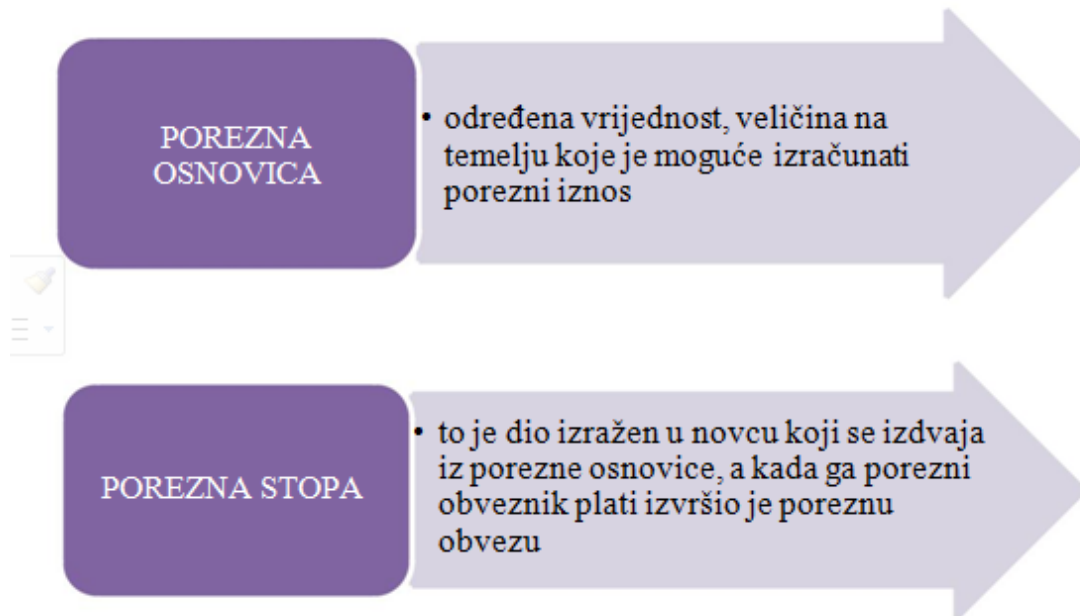 POREZNA
OSNOVICA
• određena vrijednost, veličina na
temelju koje je moguće izračunati
porezni iznos
POREZNA STOPA
• to je dio izražen u novcu koji se izdvaja
iz porezne osnovice, a kada ga porezni
obveznik plati izvršio je poreznu
obvezu